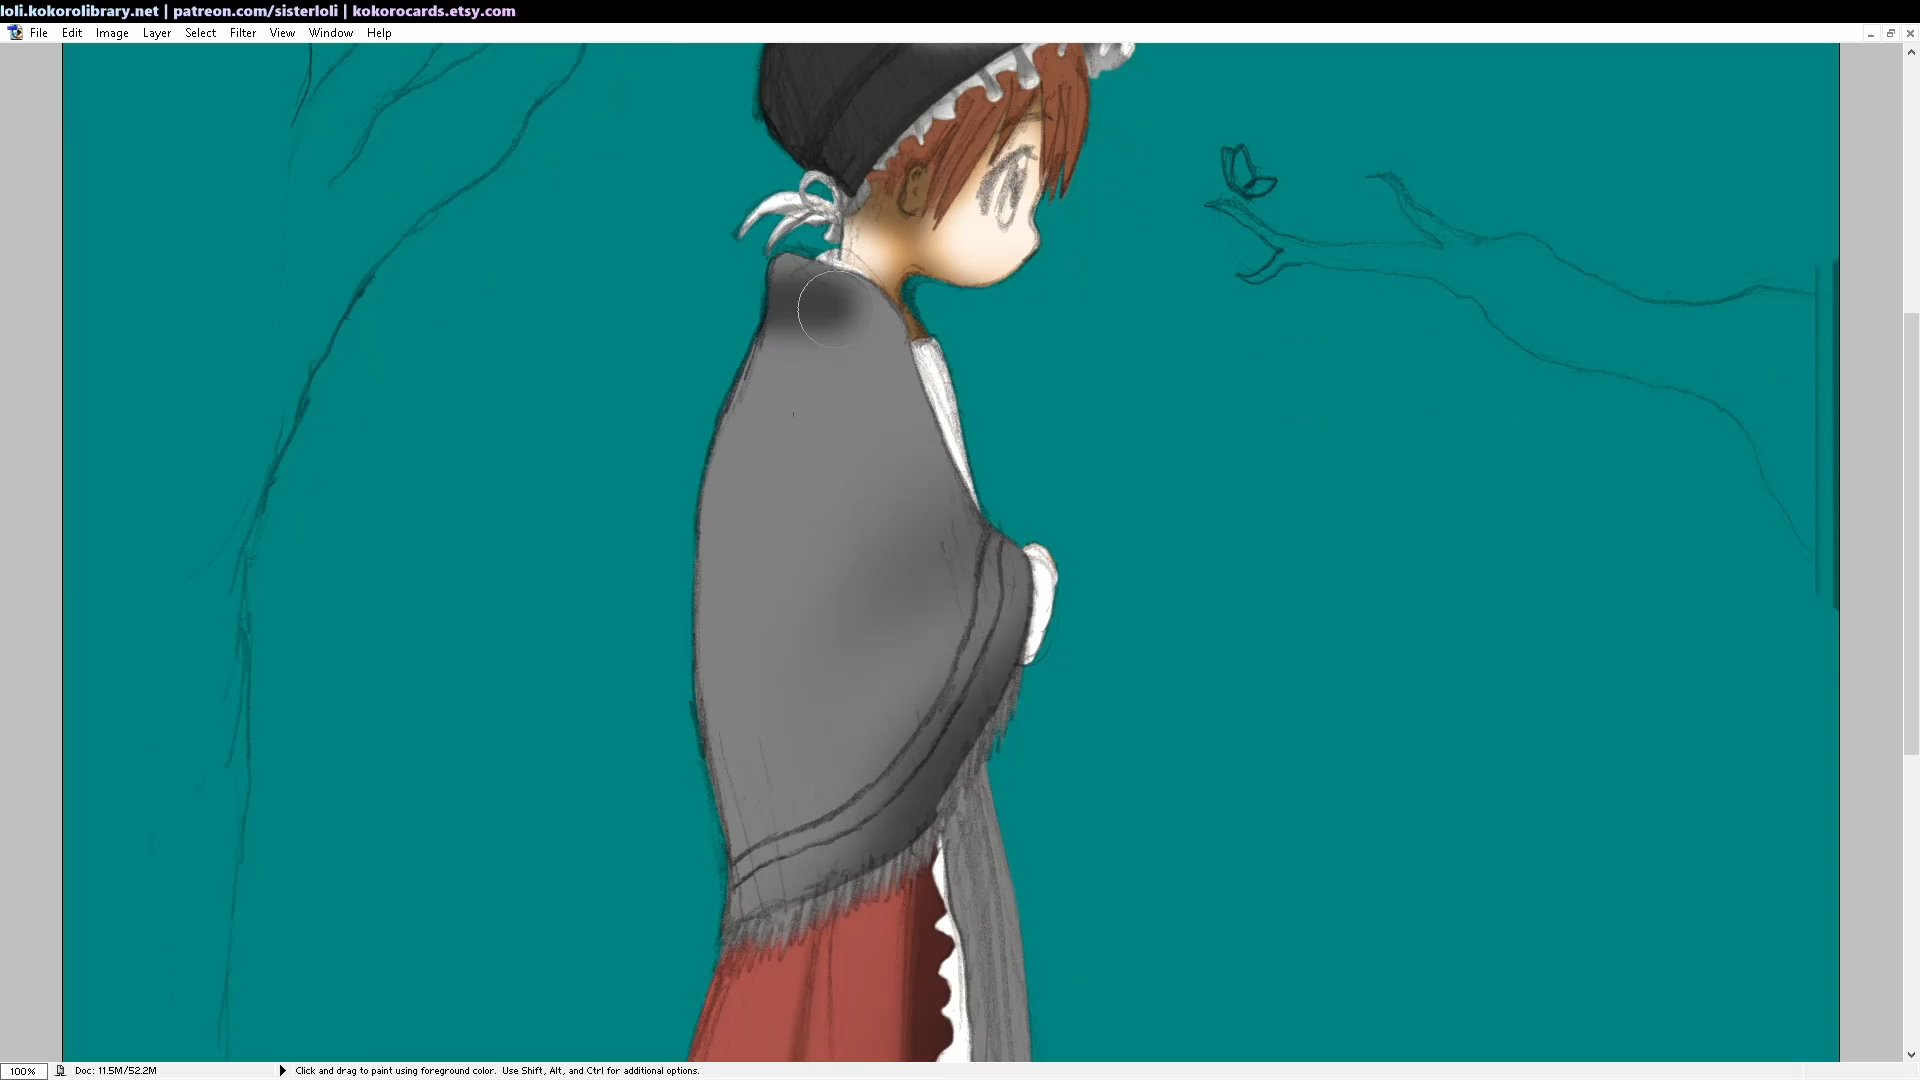 loli.kokorolibrary.net | patreon.com/sisterloli | kokorocards.etsy.com
File Edit Image Layer Select Filter View Window Help
100% Doc: 11.5M/52.2M Click and drag to paint using foreground color. Use Shift, Alt, and Ctrl for additional options.